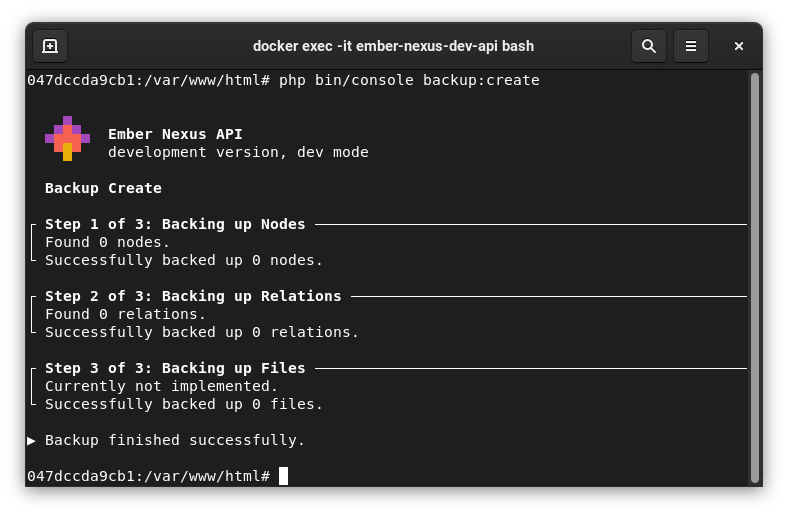 docker exec -it ember-nexus-dev-api bash
047dccda9cb1:/var/www/html# php bin/console backup:create
Ember Nexus API
development version, dev mode
Backup Create
Step 1 of 3: Backing up Nodes
Found 0 nodes.
Successfully backed up 0 nodes.
Step 2 of 3: Backing up Relations
Found 0 relations.
Successfully backed up 0 relations.
Step 3 of 3: Backing up Files
Currently not implemented.
Successfully backed up 0 files.
▶ Backup finished successfully.
047dccda9cb1:/var/www/html#